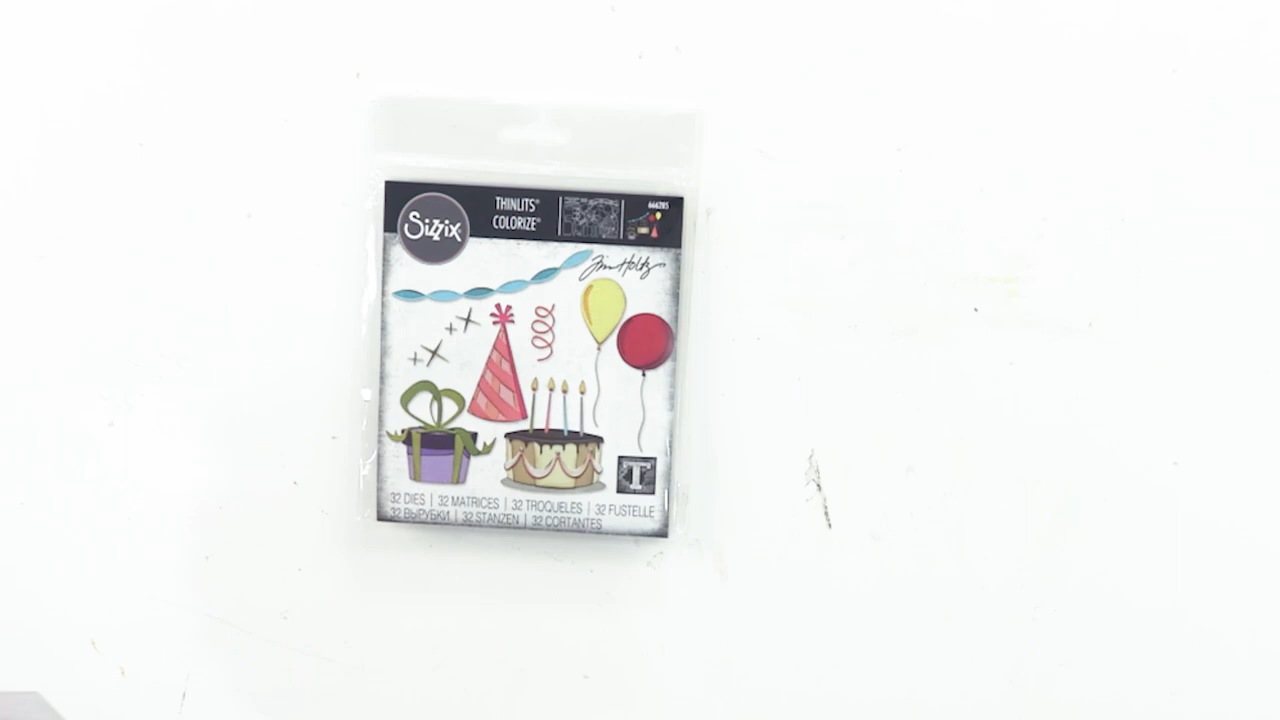 Sizzix
THINLITS®
COLORIZE™
666285
Tim Holtz®
T
32 DIES | 32 MATRICES | 32 TROQUELES | 32 FUSTELLE
32 ВЫРУБКИ | 32 STANZEN | 32 CORTANTES